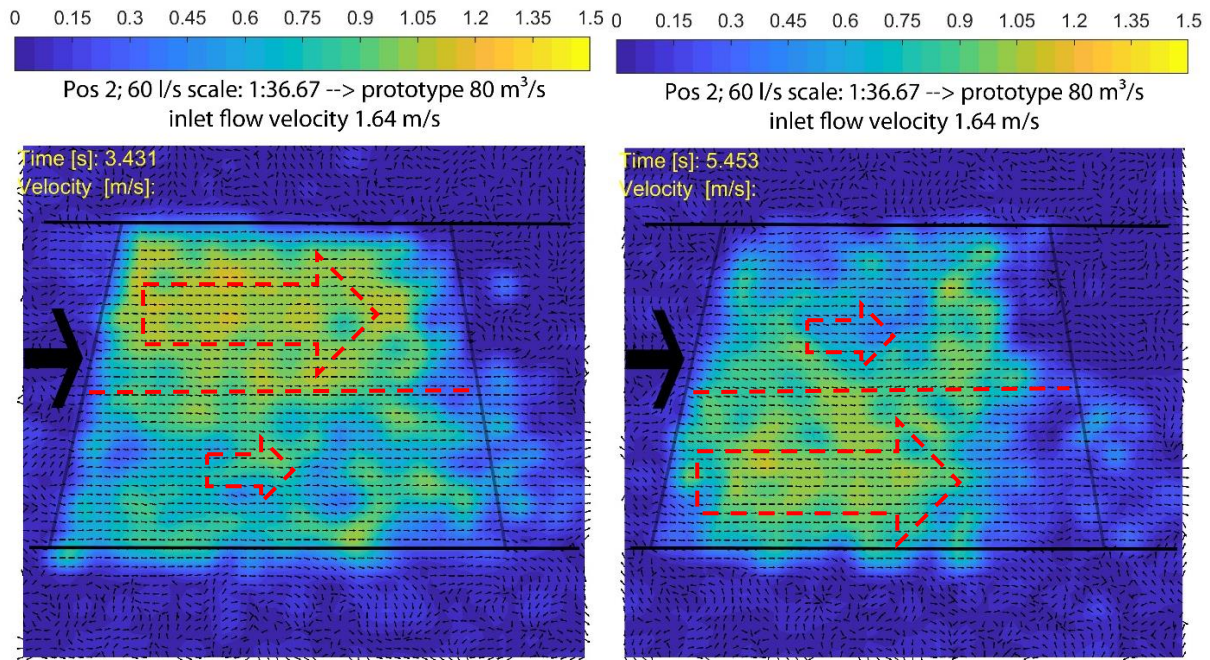 0 0.15 0.3 0.45 0.6 0.75 0.9 1.05 1.2 1.35 1.5
Pos 2; 60 l/s scale: 1:36.67 --> prototype 80 m³/s
inlet flow velocity 1.64 m/s
Time [s]: 3.431
Velocity [m/s]:
0 0.15 0.3 0.45 0.6 0.75 0.9 1.05 1.2 1.35 1.5
Pos 2; 60 l/s scale: 1:36.67 --> prototype 80 m³/s
inlet flow velocity 1.64 m/s
Time [s]: 5.453
Velocity [m/s]: